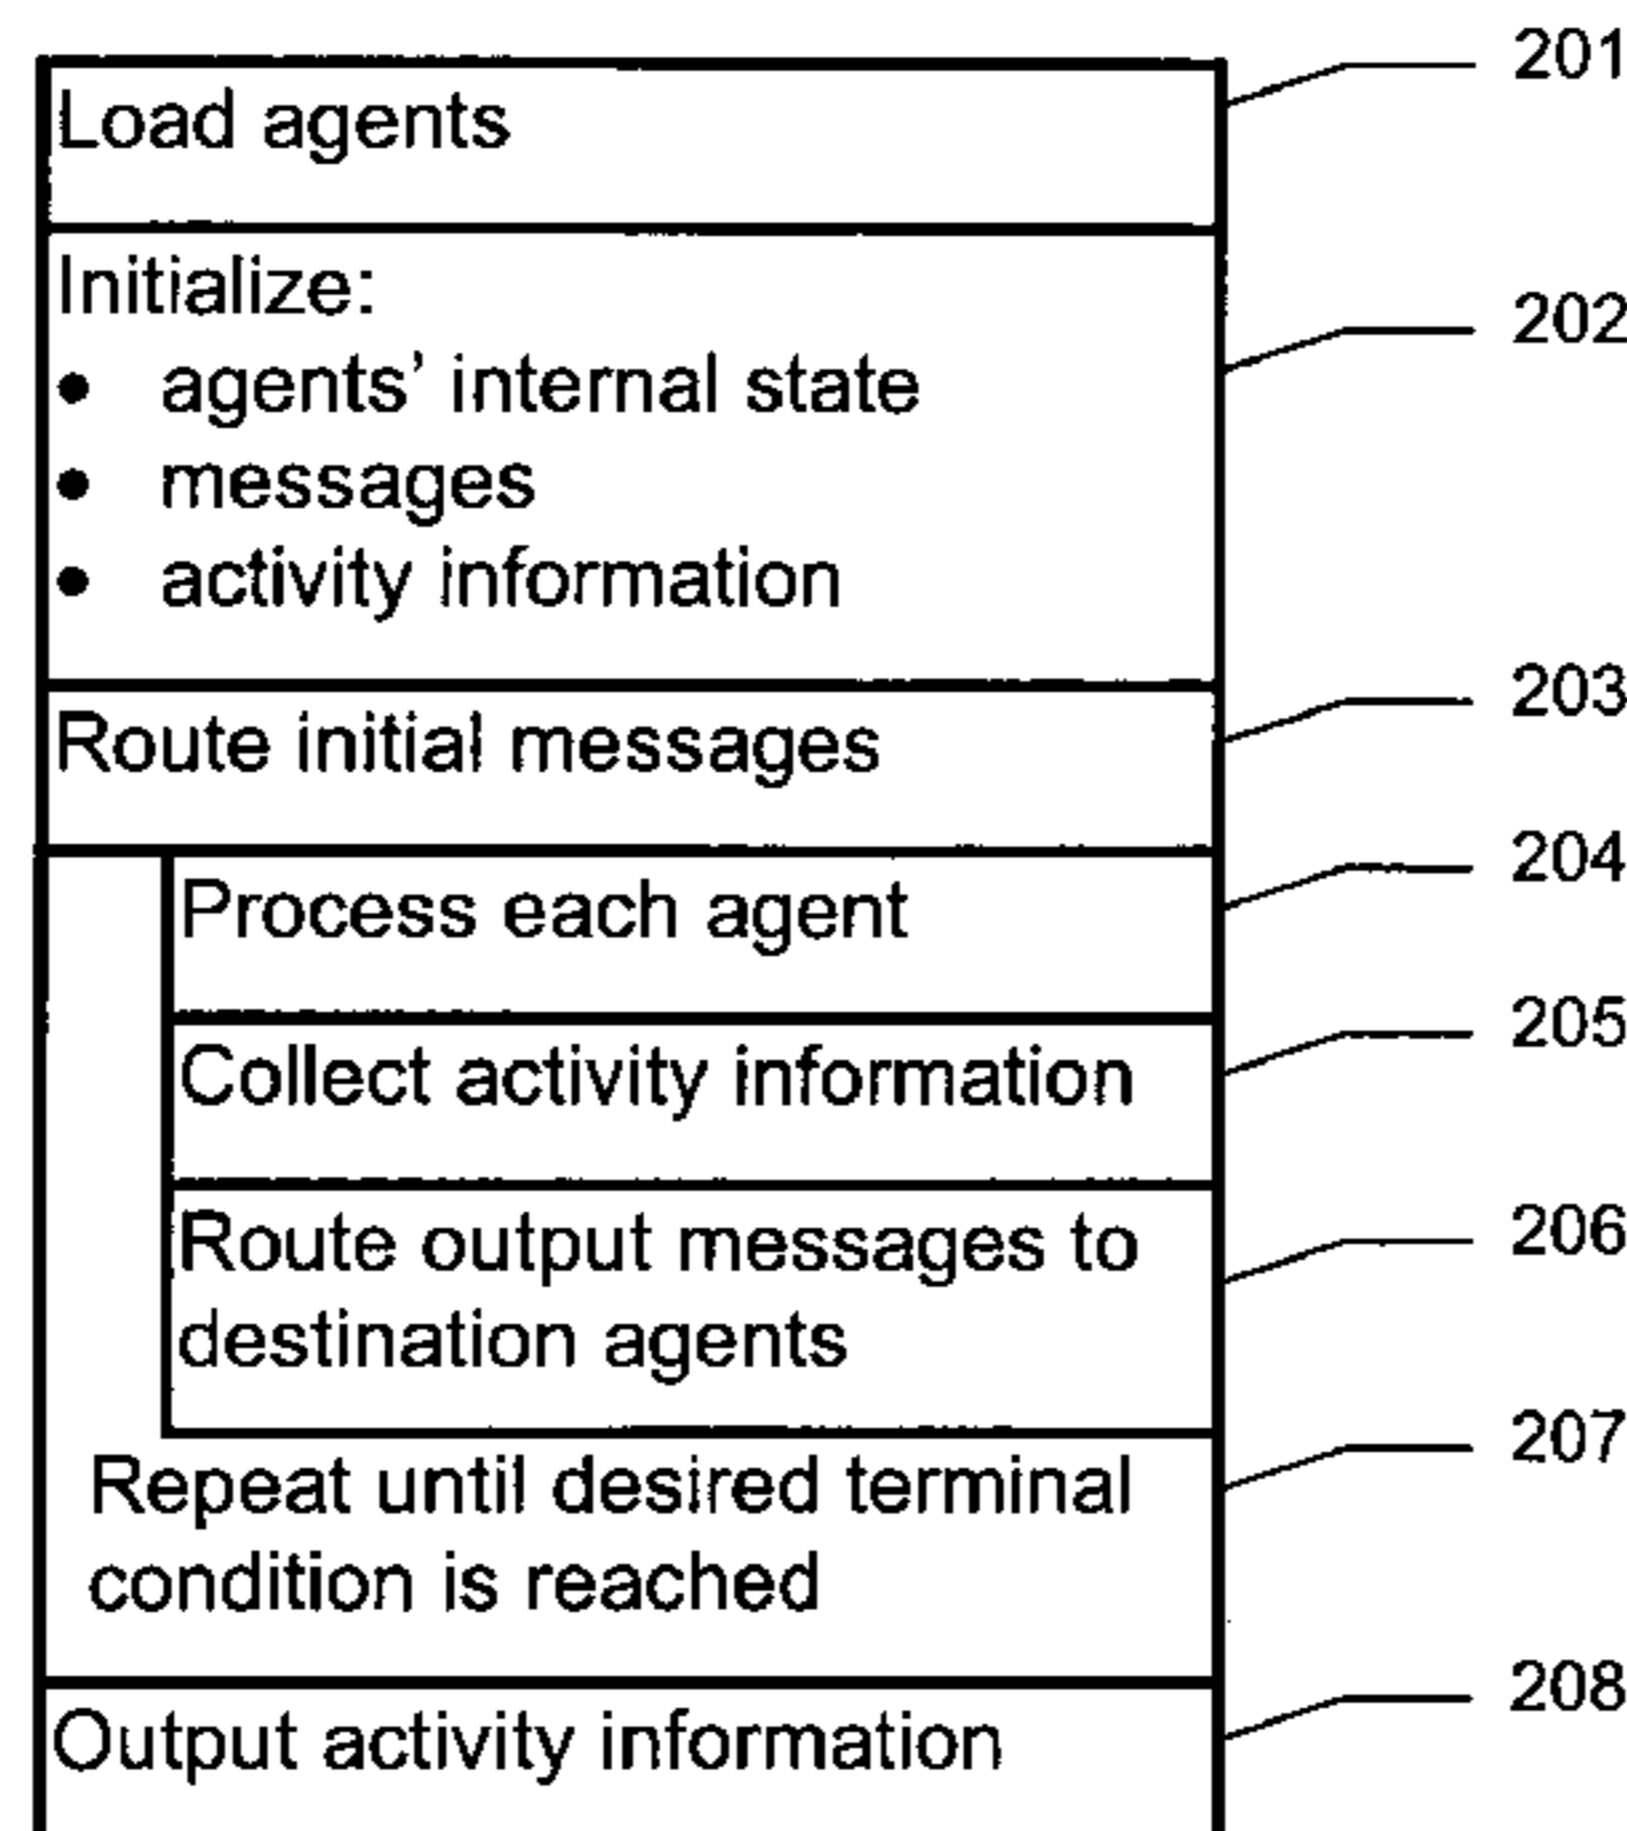 201
Load agents
Initialize:
202
• agents’ internal state
• messages
• activity information
203
Route initial messages
204
Process each agent
205
Collect activity information
206
Route output messages to
destination agents
207
Repeat until desired terminal
condition is reached
208
Output activity information